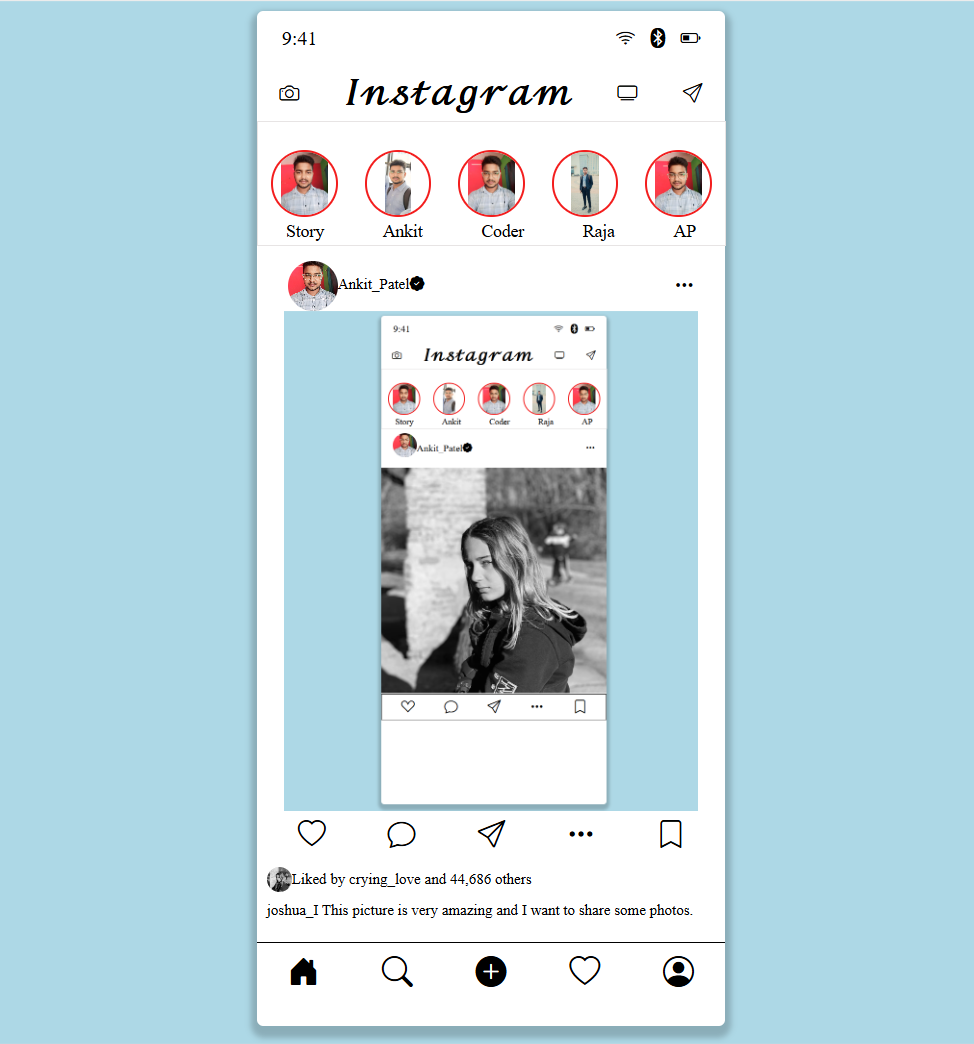 9:41
Instagram
Story Ankit Coder Raja AP
Ankit_Patel
9:41
Instagram
Story Ankit Coder Raja AP
Ankit_Patel
Liked by crying_love and 44,686 others
joshua_I This picture is very amazing and I want to share some photos.